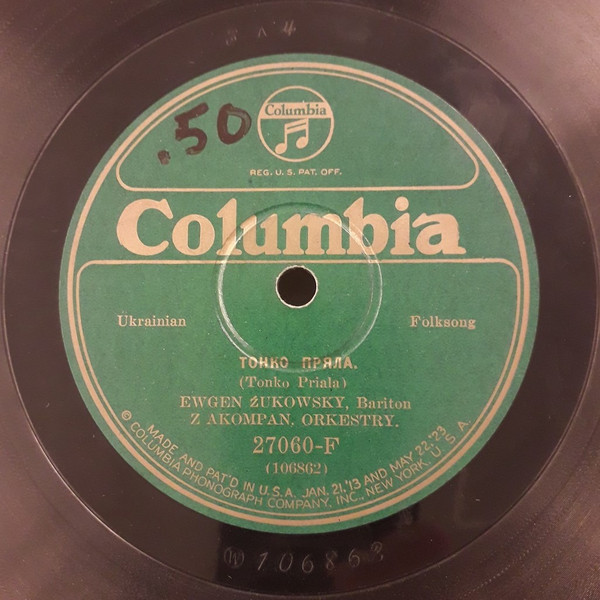 .50
Columbia
REG. U.S. PAT. OFF.
Columbia
Ukrainian Folksong
ТОНКО ПРЯЛА.
(Tonko Priala)
EWGEN ŻUKOWSKY, Bariton
Z AKOMPAN. ORKESTRY.
27060-F
(106862)
MADE AND PAT'D IN U.S.A. JAN. 21,'13 AND MAY 22,'23
© COLUMBIA PHONOGRAPH COMPANY, INC., NEW YORK, U.S.A.
W 106862